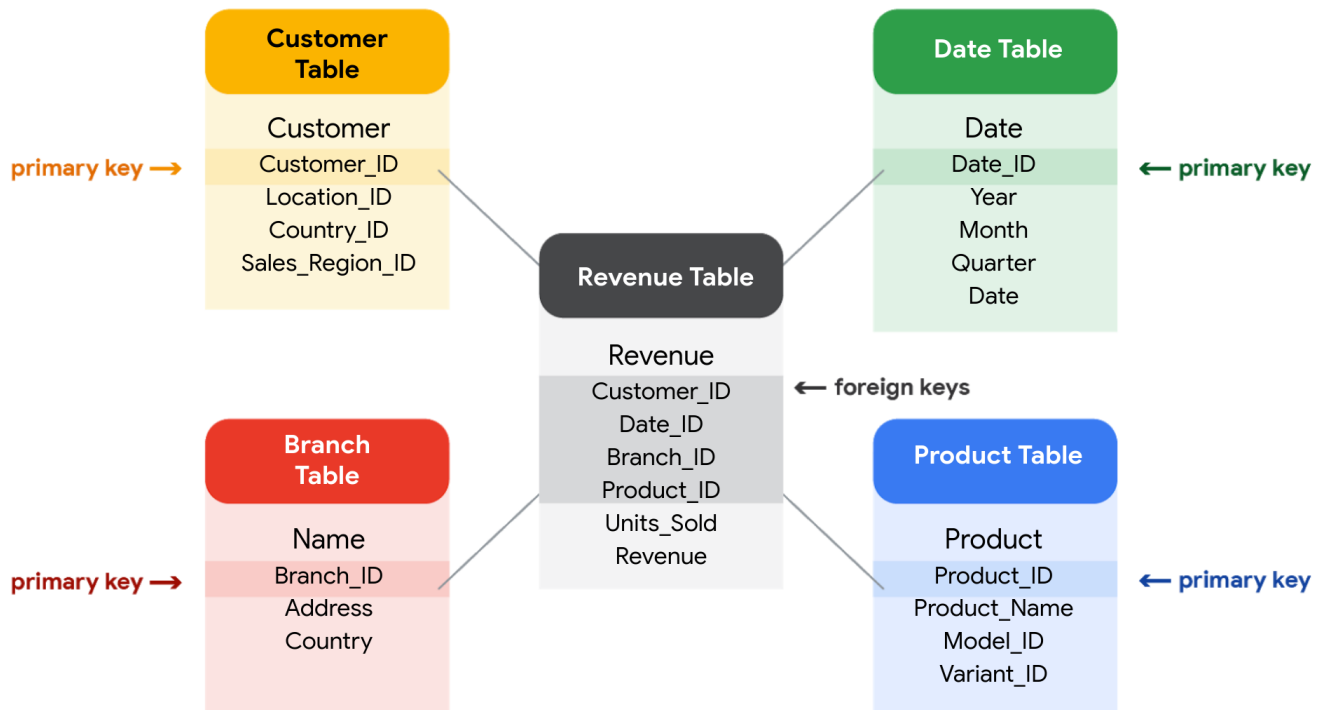 Customer
Table
Customer
primary key →
Customer_ID
Location_ID
Country_ID
Sales_Region_ID
Date Table
Date
Date_ID
← primary key
Year
Month
Quarter
Date
Revenue Table
Revenue
Customer_ID
← foreign keys
Date_ID
Branch_ID
Product_ID
Units_Sold
Revenue
Branch
Table
Name
primary key →
Branch_ID
Address
Country
Product Table
Product
Product_ID
← primary key
Product_Name
Model_ID
Variant_ID